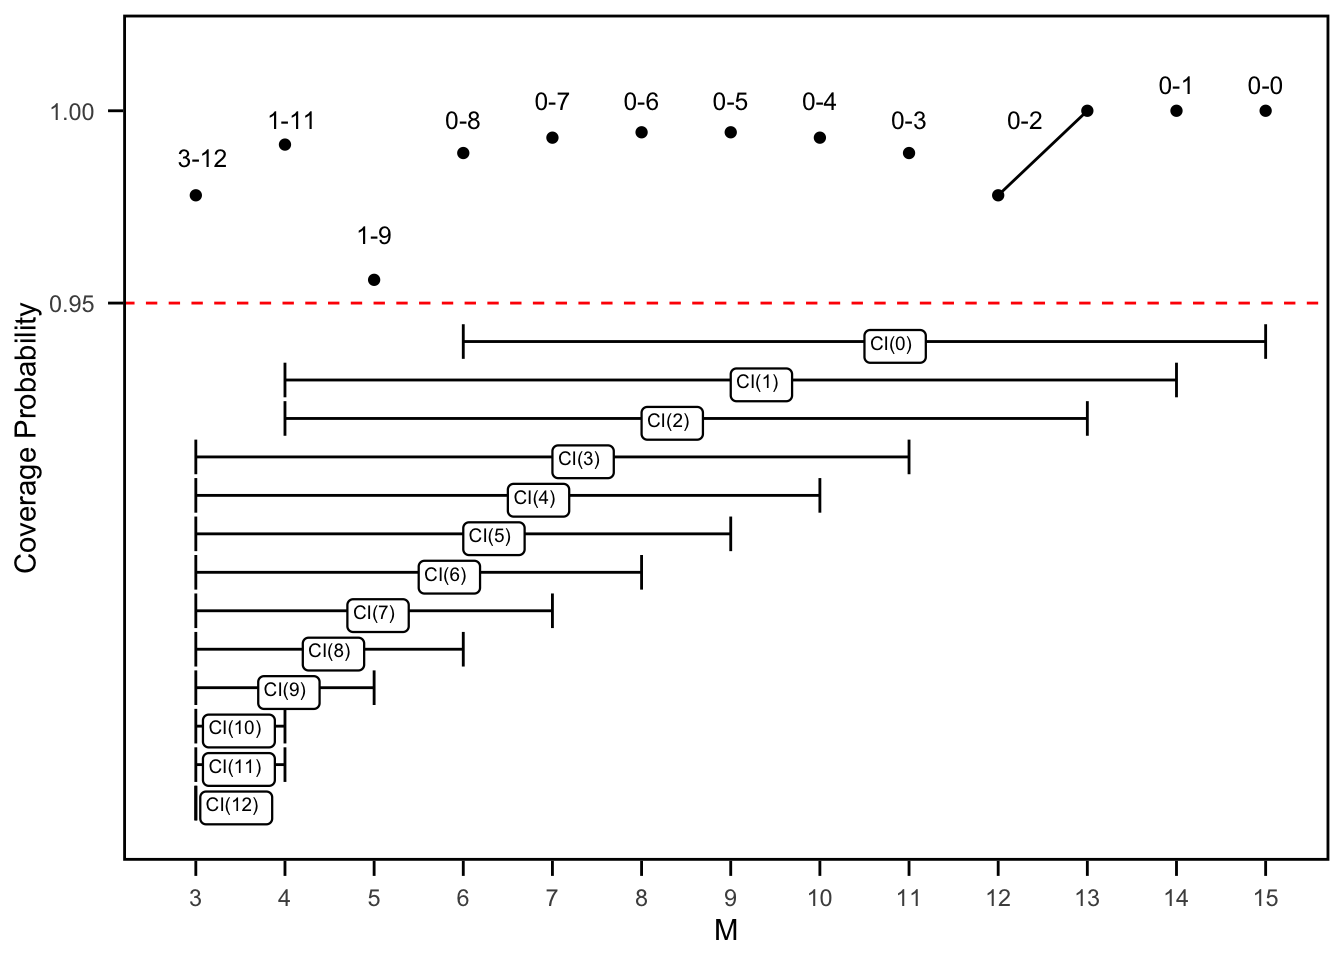 0-1 0-0
0-7 0-6 0-5 0-4
1.00
1-11 0-8 0-3 0-2
3-12
1-9
0.95
Coverage Probability
CI(0)
CI(1)
CI(2)
CI(3)
CI(4)
CI(5)
CI(6)
CI(7)
CI(8)
CI(9)
CI(10)
CI(11)
CI(12)
3 4 5 6 7 8 9 10 11 12 13 14 15
M